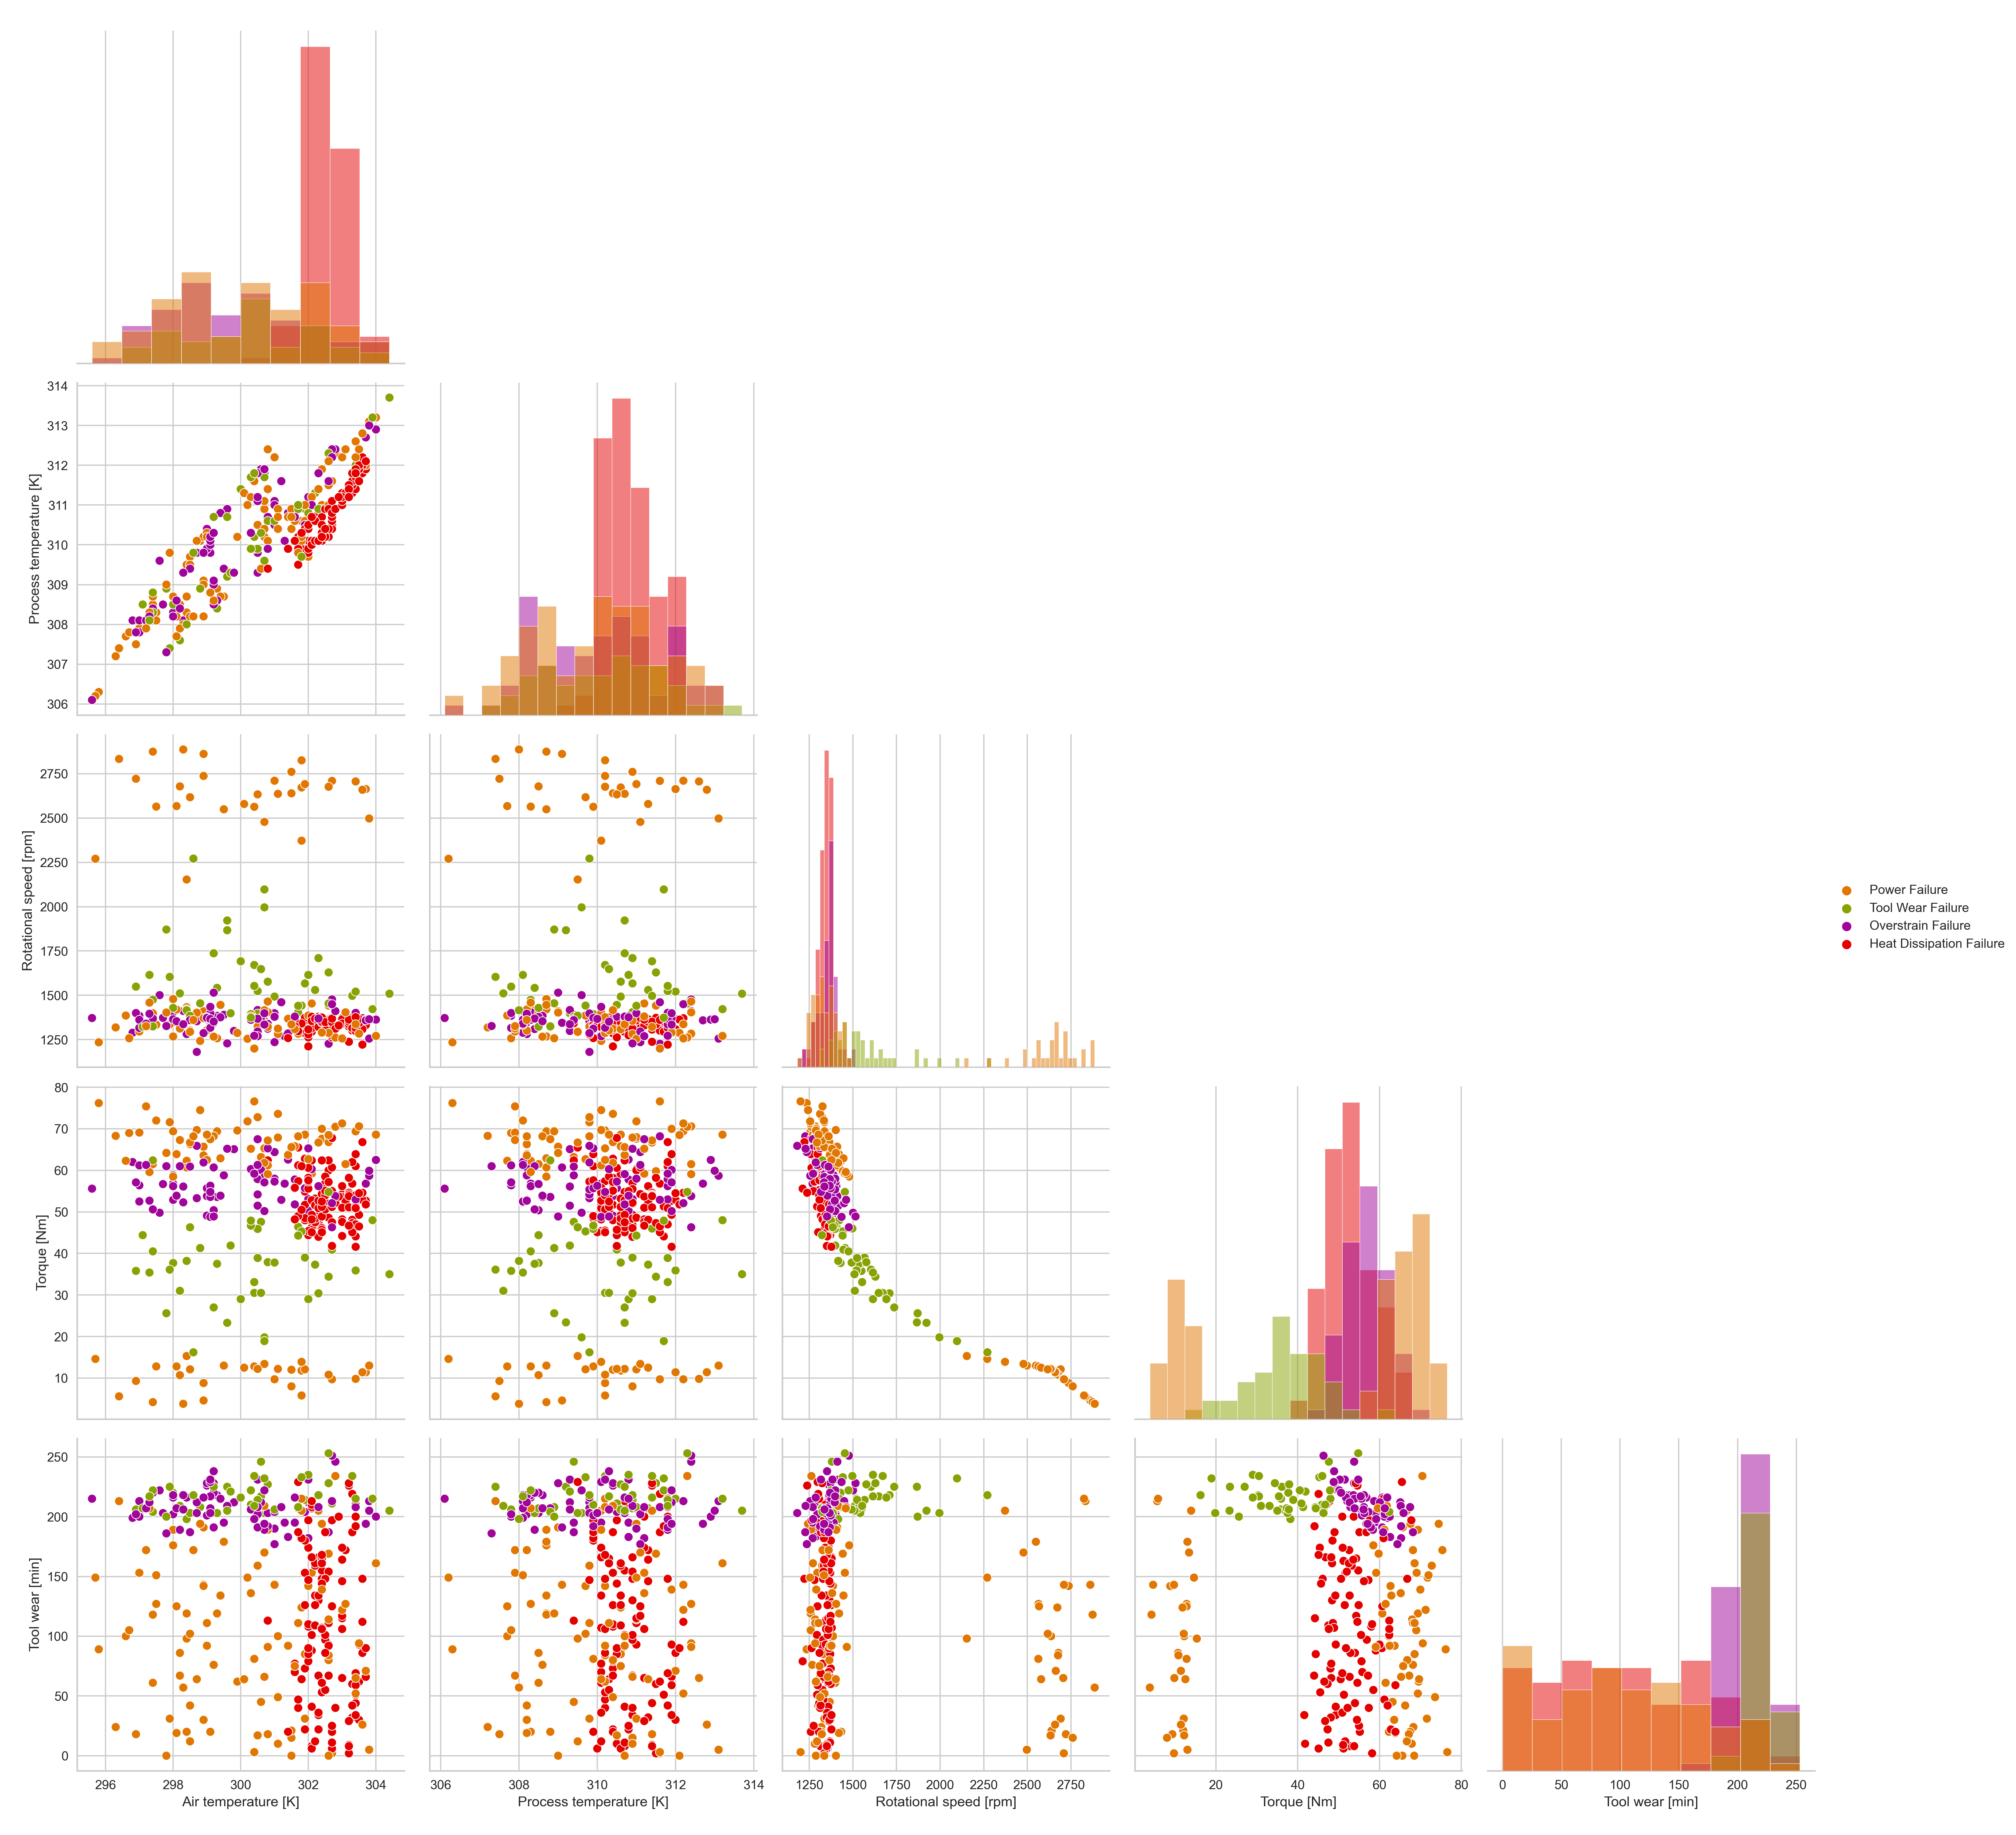 314
313
312
311
310
309
308
307
306
Process temperature [K]
2750
2500
2250
2000
1750
1500
1250
Rotational speed [rpm]
Power Failure
Tool Wear Failure
Overstrain Failure
Heat Dissipation Failure
80
70
60
50
40
30
20
10
Torque [Nm]
250
200
150
100
50
0
Tool wear [min]
296 298 300 302 304
Air temperature [K]
306 308 310 312 314
Process temperature [K]
1250 1500 1750 2000 2250 2500 2750
Rotational speed [rpm]
20 40 60 80
Torque [Nm]
0 50 100 150 200 250
Tool wear [min]